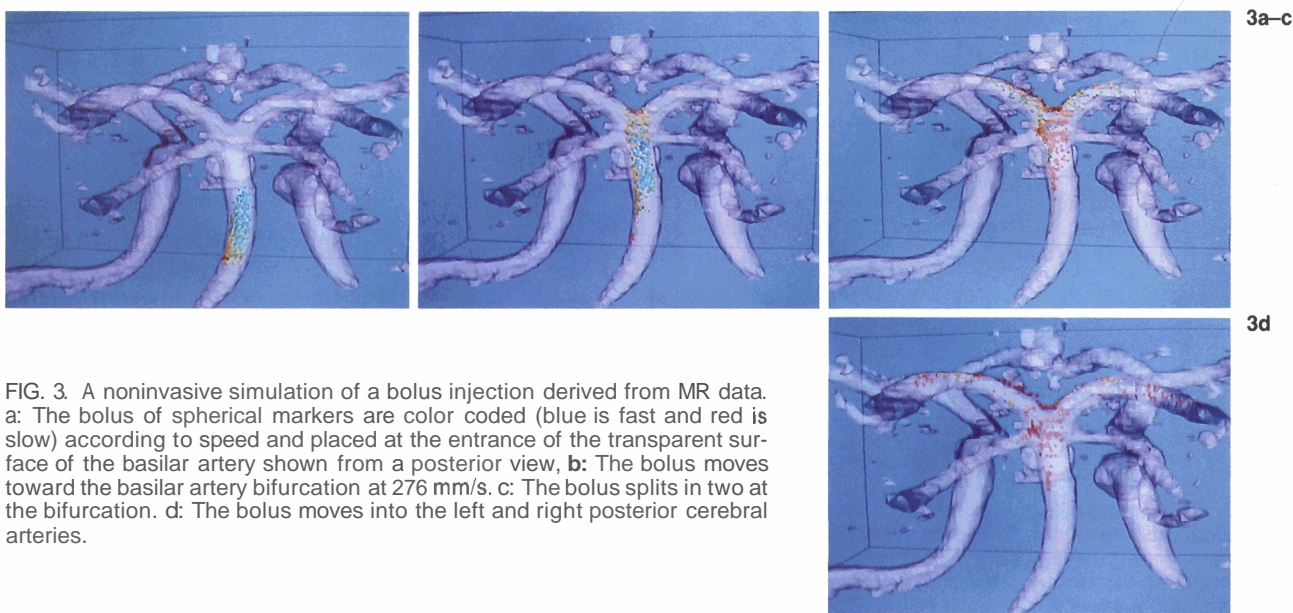 3a–c
3d
FIG. 3. A noninvasive simulation of a bolus injection derived from MR data.
a: The bolus of spherical markers are color coded (blue is fast and red is
slow) according to speed and placed at the entrance of the transparent sur-
face of the basilar artery shown from a posterior view, b: The bolus moves
toward the basilar artery bifurcation at 276 mm/s. c: The bolus splits in two at
the bifurcation. d: The bolus moves into the left and right posterior cerebral
arteries.